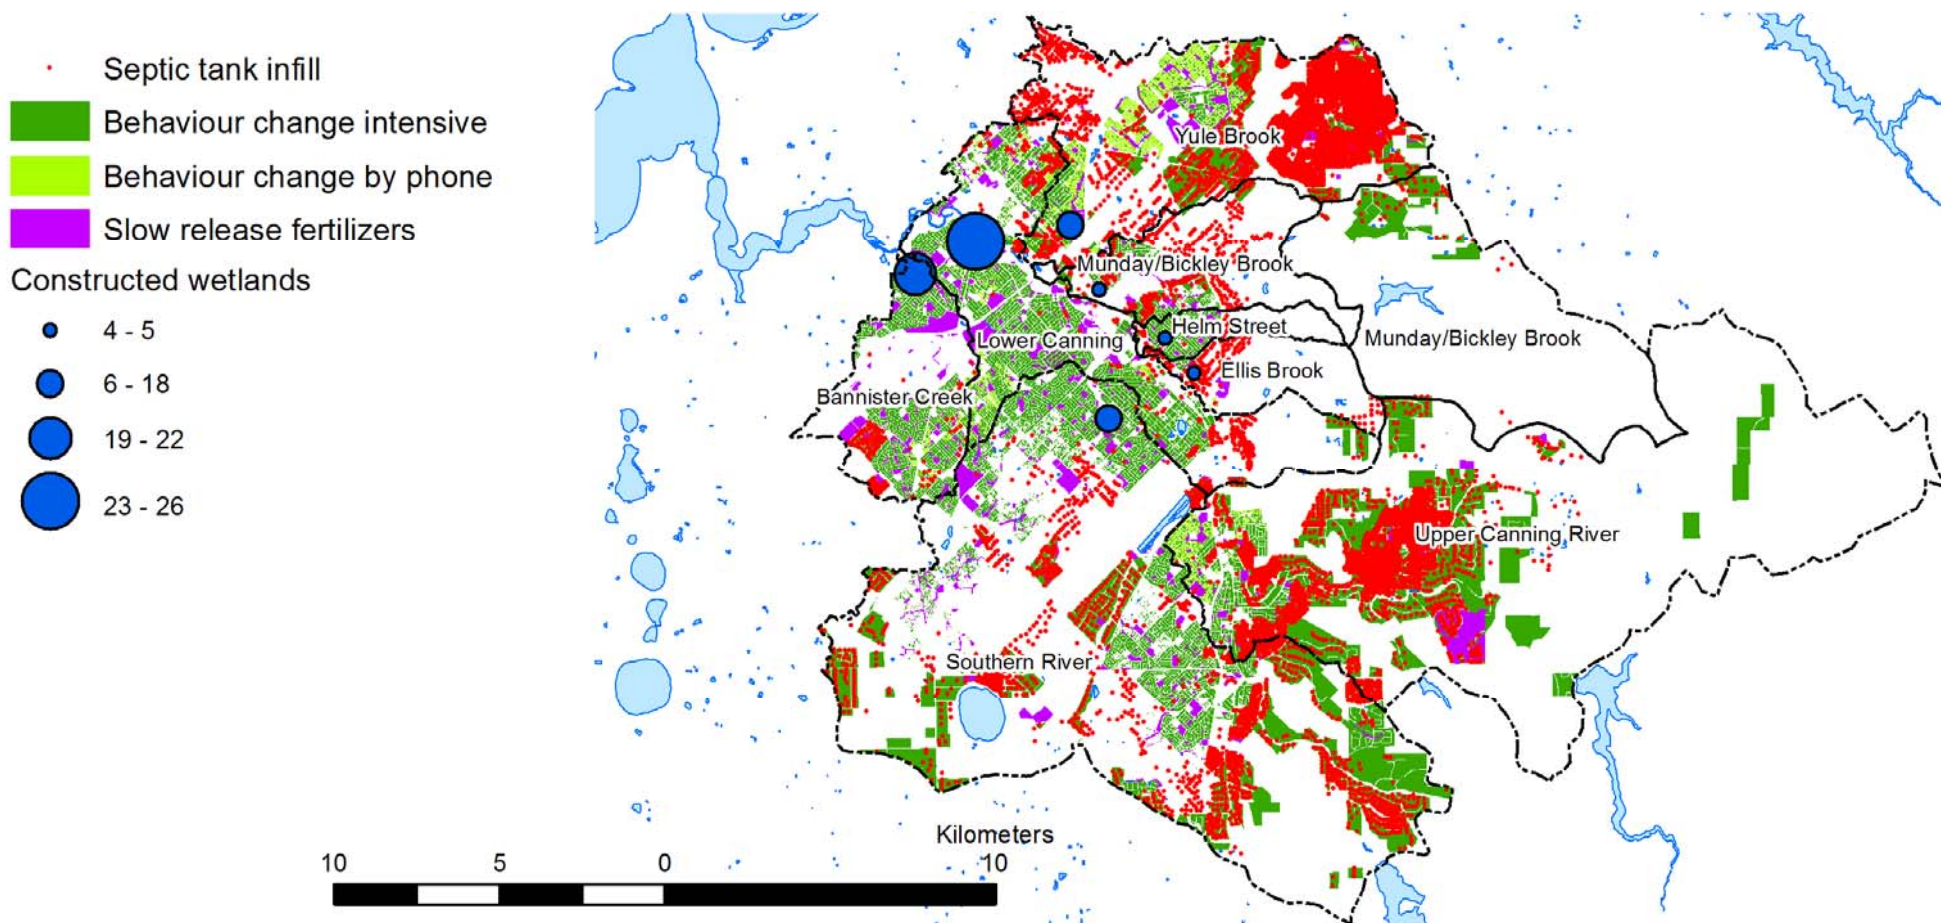 Septic tank infill
Behaviour change intensive
Behaviour change by phone
Slow release fertilizers
Constructed wetlands
4 - 5
6 - 18
19 - 22
23 - 26
Yule Brook
Munday/Bickley Brook
Helm Street
Lower Canning
Munday/Bickley Brook
Ellis Brook
Bannister Creek
Upper Canning River
Southern River
Kilometers
10 5 0 10